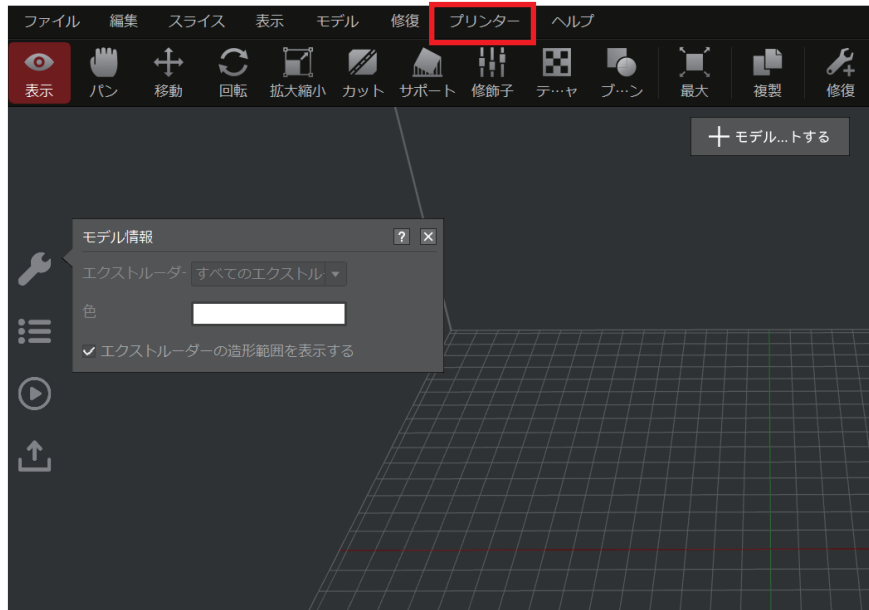 ファイル 編集 スライス 表示 モデル 修復 プリンター ヘルプ
表示 パン 移動 回転 拡大縮小 カット サポート 修飾子 テ…ャ ブ…ン 最大 複製 修復
モデル...トする
モデル情報 ?
エクストルーダ- すべてのエクストル
色
エクストルーダーの造形範囲を表示する